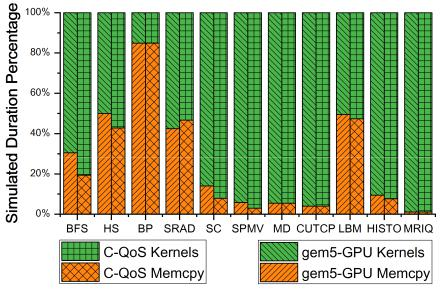 Simulated Duration Percentage
100%
80%
60%
40%
20%
0%
BFS HS BP SRAD SC SPMV MD CUTCP LBM HISTO MRIQ
C-QoS Kernels gem5-GPU Kernels
C-QoS Memcpy gem5-GPU Memcpy